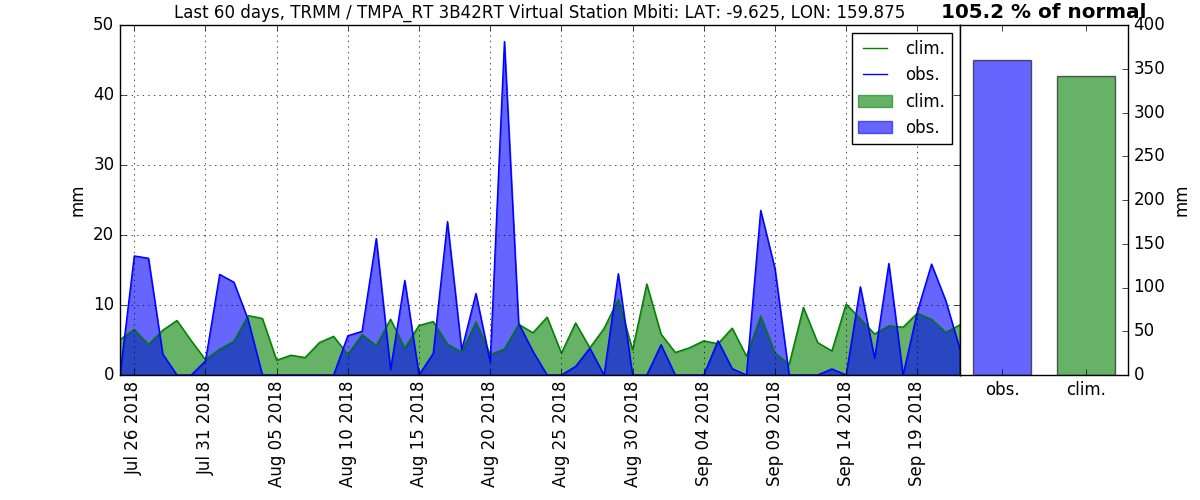 Last 60 days, TRMM / TMPA_RT 3B42RT Virtual Station Mbiti: LAT: -9.625, LON: 159.875
105.2 % of normal
50
40
30
20
10
0
mm
clim.
obs.
clim.
obs.
400
350
300
250
200
150
100
50
0
mm
obs.
clim.
Jul 26 2018
Jul 31 2018
Aug 05 2018
Aug 10 2018
Aug 15 2018
Aug 20 2018
Aug 25 2018
Aug 30 2018
Sep 04 2018
Sep 09 2018
Sep 14 2018
Sep 19 2018